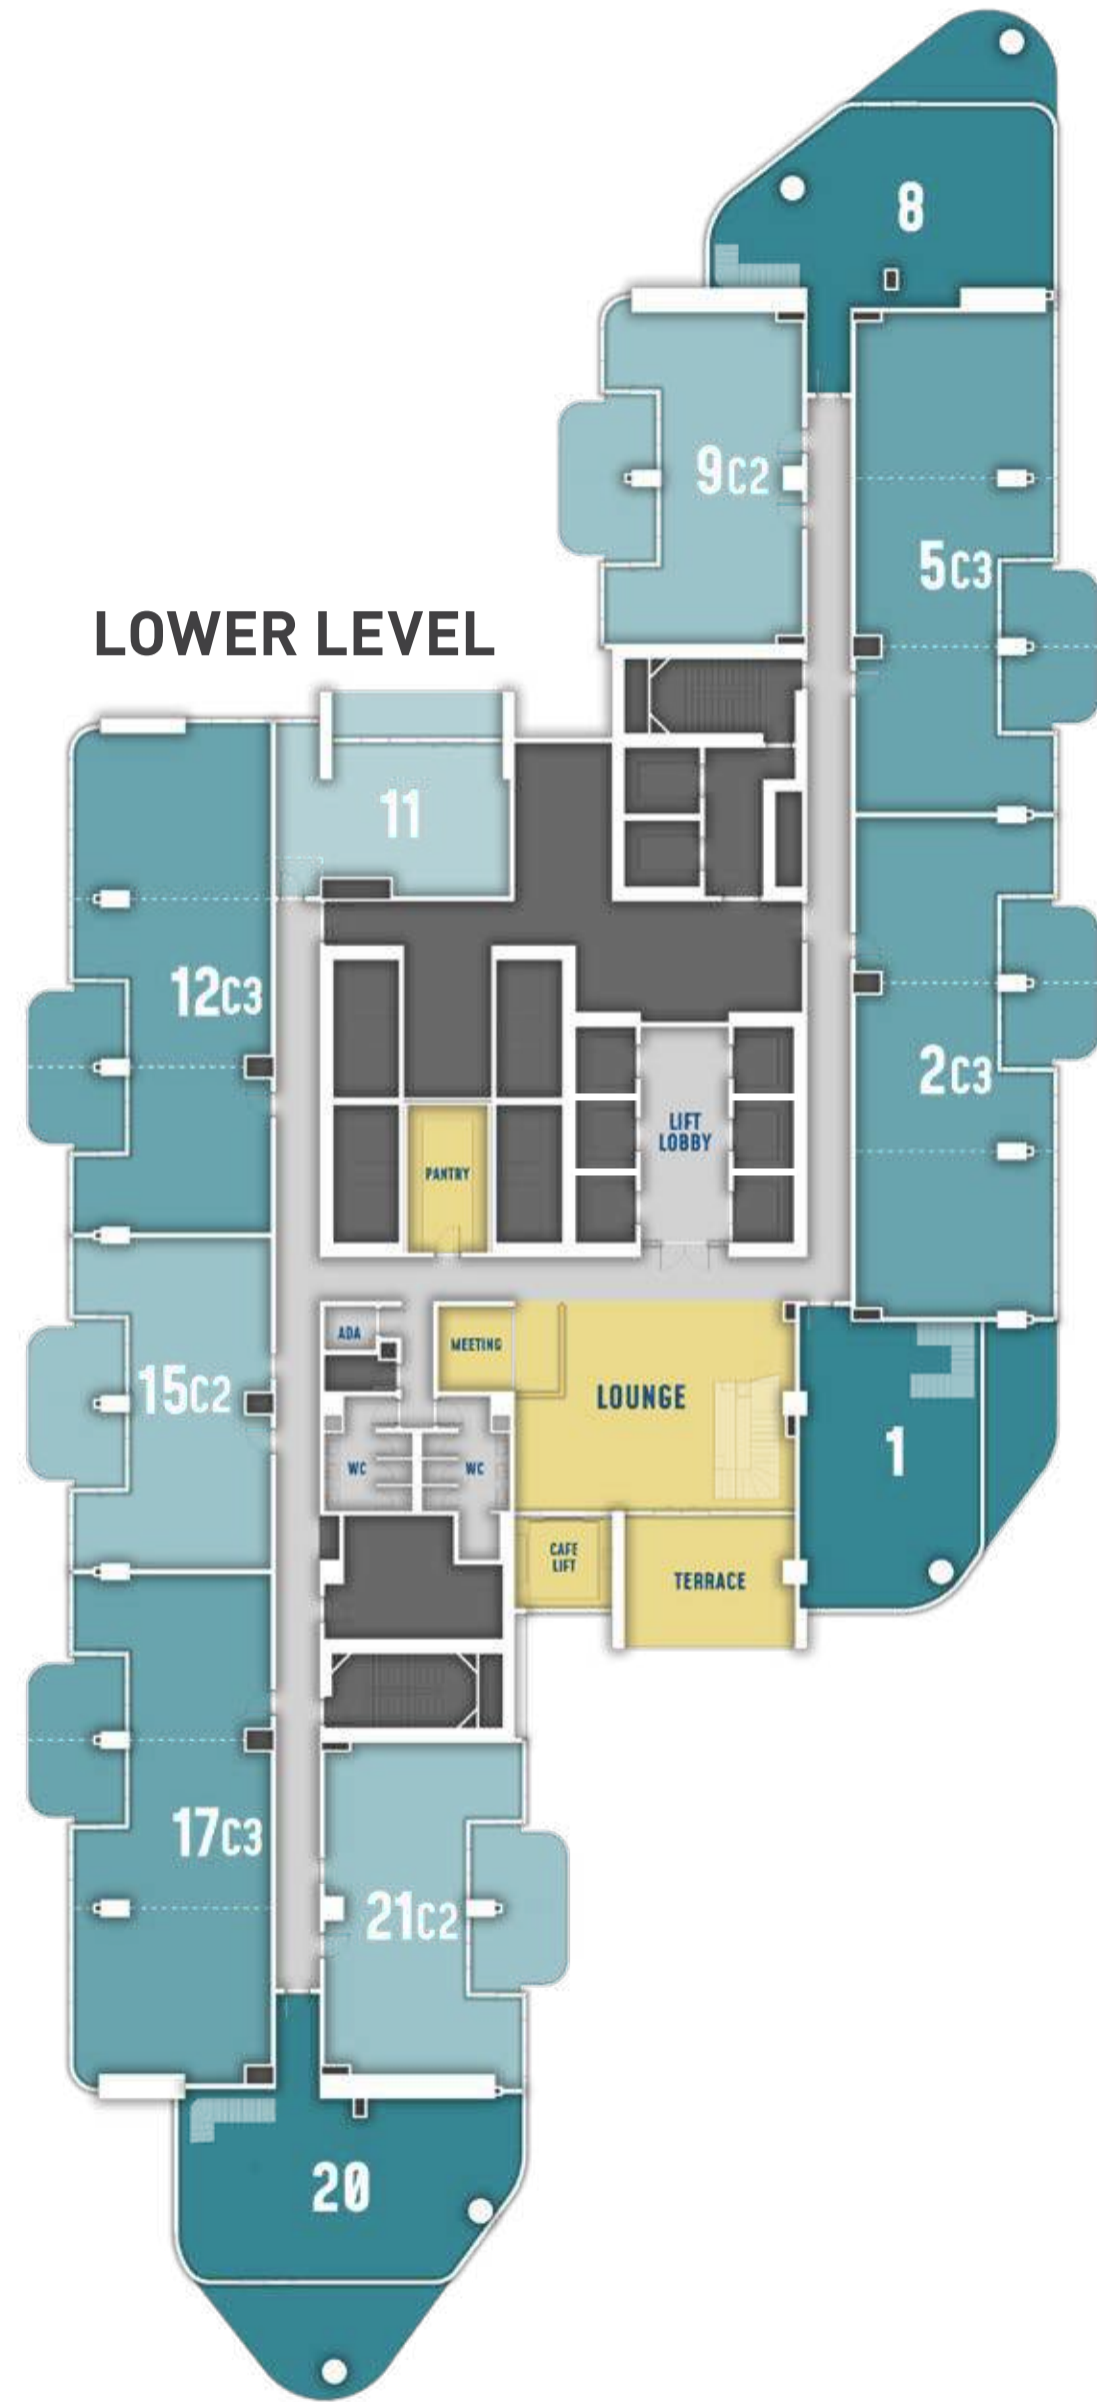 8
9C2
5C3
LOWER LEVEL
11
12C3
2C3
LIFT
LOBBY
PANTRY
ADA
MEETING
LOUNGE
15C2
1
WC
WC
CAFE
LIFT
TERRACE
17C3
21C2
20